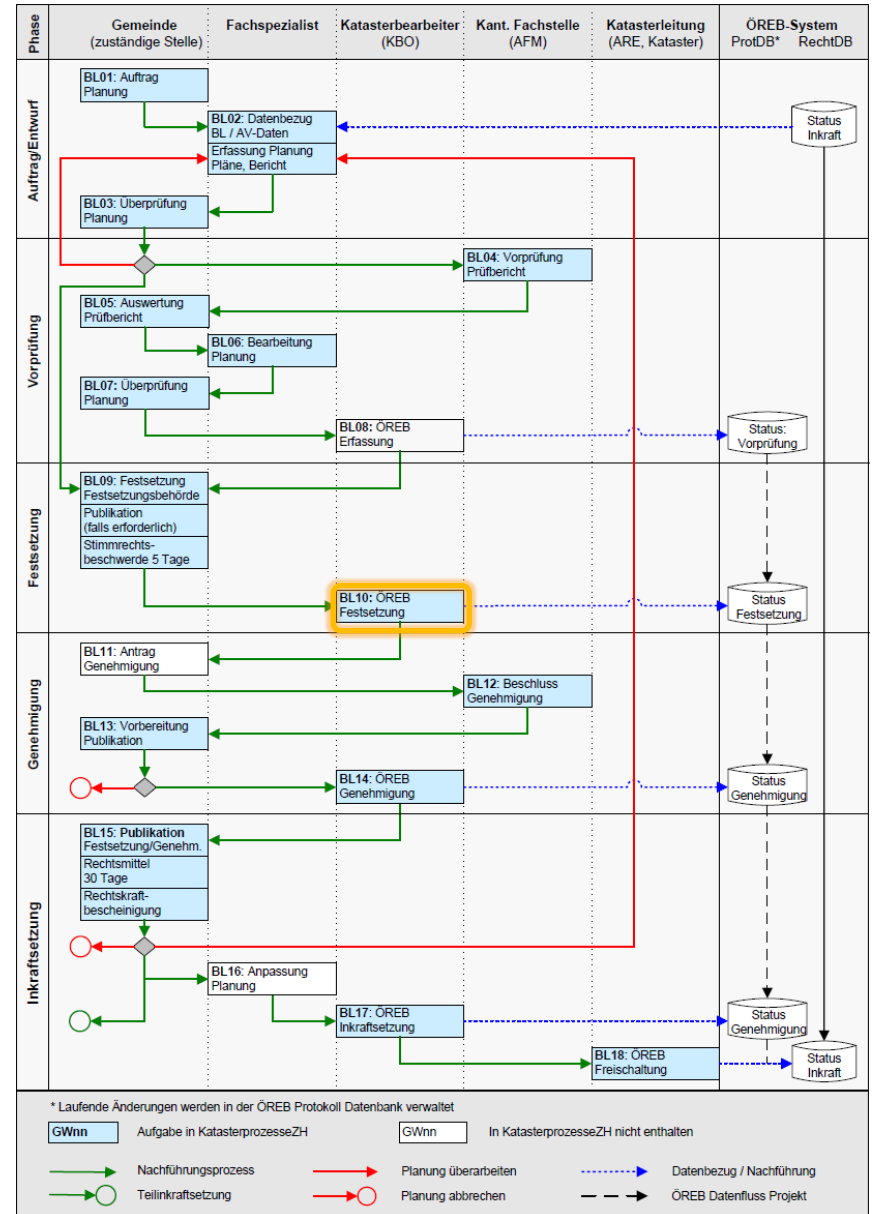 Phase
Gemeinde
(zuständige Stelle)
Fachspezialist
Katasterbearbeiter
(KBO)
Kant. Fachstelle
(AFM)
Katasterleitung
(ARE, Kataster)
ÖREB-System
ProtDB* RechtDB
Auftrag/Entwurf
BL01: Auftrag
Planung
BL02: Datenbezug
BL / AV-Daten
Erfassung Planung
Pläne, Bericht
Status
Inkraft
BL03: Überprüfung
Planung
Vorprüfung
BL04: Vorprüfung
Prüfbericht
BL05: Auswertung
Prüfbericht
BL06: Bearbeitung
Planung
BL07: Überprüfung
Planung
BL08: ÖREB
Erfassung
Status:
Vorprüfung
Festsetzung
BL09: Festsetzung
Festsetzungsbehörde
Publikation
(falls erforderlich)
Stimmrechts-
beschwerde 5 Tage
BL10: ÖREB
Festsetzung
Status
Festsetzung
Genehmigung
BL11: Antrag
Genehmigung
BL12: Beschluss
Genehmigung
BL13: Vorbereitung
Publikation
BL14: ÖREB
Genehmigung
Status
Genehmigung
Inkraftsetzung
BL15: Publikation
Festsetzung/Genehm.
Rechtsmittel
30 Tage
Rechtskraft-
bescheinigung
BL16: Anpassung
Planung
BL17: ÖREB
Inkraftsetzung
Status
Genehmigung
BL18: ÖREB
Freischaltung
Status
Inkraft
* Laufende Änderungen werden in der ÖREB Protokoll Datenbank verwaltet
GWnn Aufgabe in KatasterprozesseZH GWnn In KatasterprozesseZH nicht enthalten
Nachführungsprozess Planung überarbeiten Datenbezug / Nachführung
Teilinkraftsetzung Planung abbrechen ÖREB Datenfluss Projekt